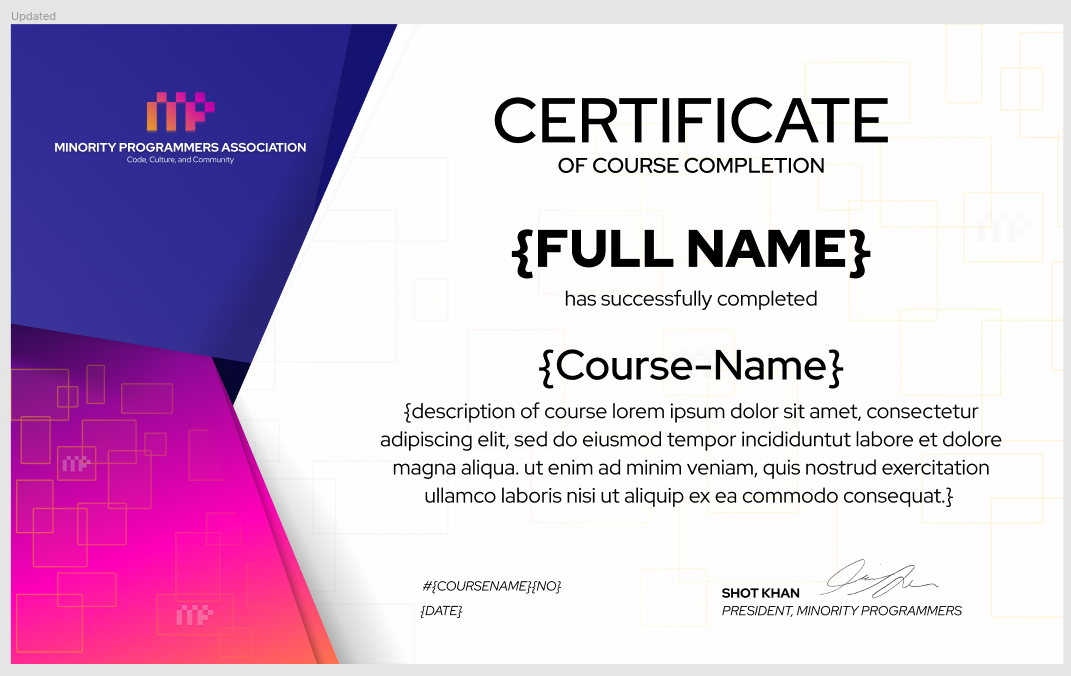 Updated
MINORITY PROGRAMMERS ASSOCIATION
Code, Culture, and Community
CERTIFICATE
OF COURSE COMPLETION
{FULL NAME}
has successfully completed
{Course-Name}
{description of course lorem ipsum dolor sit amet, consectetur
adipiscing elit, sed do eiusmod tempor incididuntut labore et dolore
magna aliqua. ut enim ad minim veniam, quis nostrud exercitation
ullamco laboris nisi ut aliquip ex ea commodo consequat.}
#{COURSENAME}{NO}
{DATE}
SHOT KHAN
PRESIDENT, MINORITY PROGRAMMERS